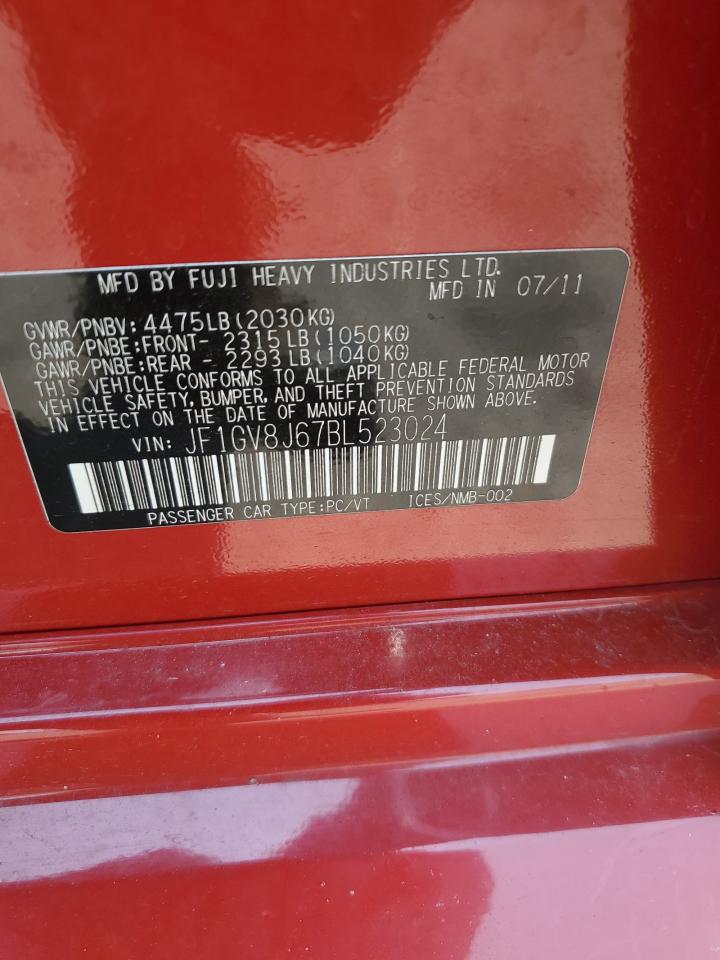 MFD BY FUJI HEAVY INDUSTRIES LTD.
MFD IN 07/11
GVWR/PNBV: 4475LB(2030KG)
GAWR/PNBE:FRONT- 2315LB(1050KG)
GAWR/PNBE:REAR - 2293LB(1040KG)
THIS VEHICLE CONFORMS TO ALL APPLICABLE FEDERAL MOTOR
VEHICLE SAFETY, BUMPER, AND THEFT PREVENTION STANDARDS
IN EFFECT ON THE DATE OF MANUFACTURE SHOWN ABOVE.
VIN: JF1GV8J67BL523024
PASSENGER CAR TYPE:PC/VT ICES/NMB-002